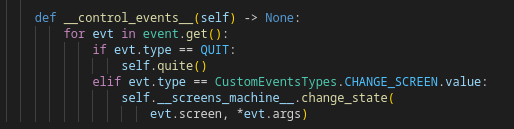 def __control_events__(self) -> None:
for evt in event.get():
if evt.type == QUIT:
self.quite()
elif evt.type == CustomEventsTypes.CHANGE_SCREEN.value:
self.__screens_machine__.change_state(
evt.screen, *evt.args)